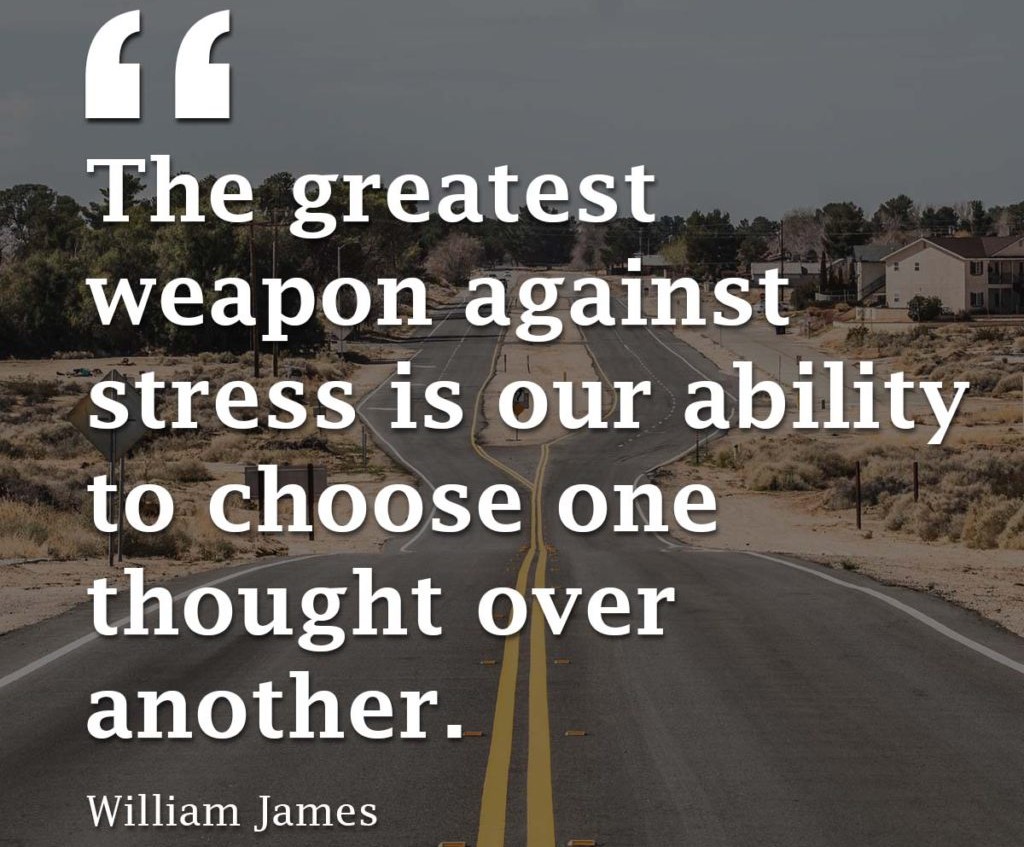 “
The greatest
weapon against
stress is our ability
to choose one
thought over
another.
William James